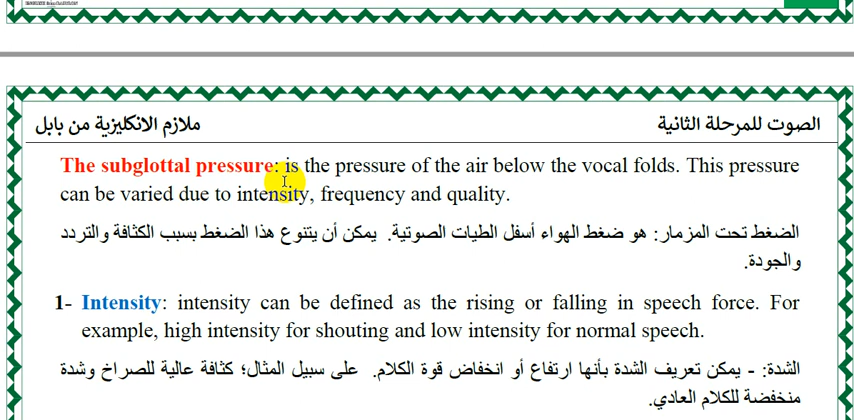 ملازم الانكليزية من بابل
الصوت للمرحلة الثانية
The subglottal pressure: is the pressure of the air below the vocal folds. This pressure
can be varied due to intensity, frequency and quality.
الضغط تحت المزمار: هو ضغط الهواء أسفل الطيات الصوتية. يمكن أن يتنوع هذا الضغط بسبب الكثافة والتردد
والجودة.
1- Intensity: intensity can be defined as the rising or falling in speech force. For
example, high intensity for shouting and low intensity for normal speech.
الشدة: - يمكن تعريف الشدة بأنها ارتفاع أو انخفاض قوة الكلام. على سبيل المثال؛ كثافة عالية للصراخ وشدة
منخفضة للكلام العادي.